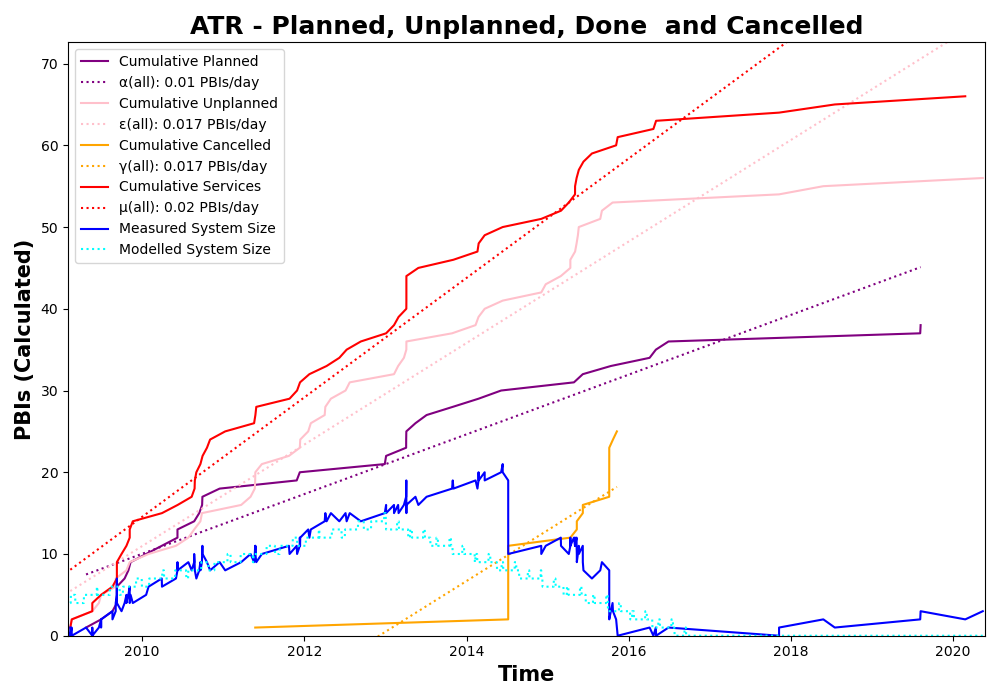 ATR - Planned, Unplanned, Done  and Cancelled
PBIs (Calculated)
70
60
50
40
30
20
10
0
Cumulative Planned
α(all): 0.01 PBIs/day
Cumulative Unplanned
ε(all): 0.017 PBIs/day
Cumulative Cancelled
γ(all): 0.017 PBIs/day
Cumulative Services
μ(all): 0.02 PBIs/day
Measured System Size
Modelled System Size
2010 2012 2014 2016 2018 2020
Time